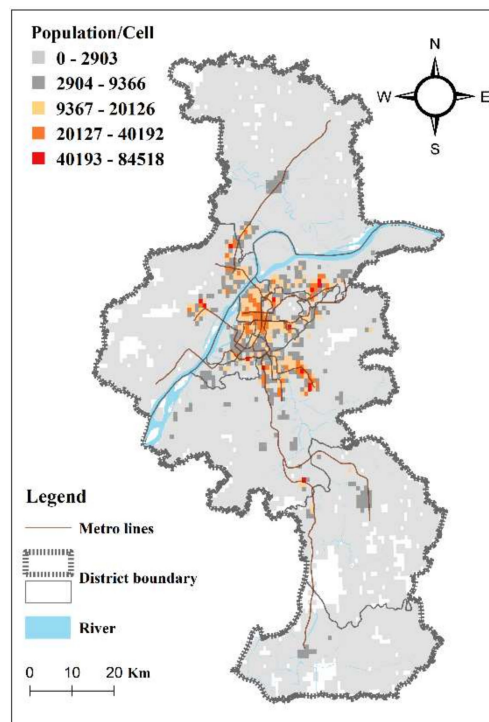 Population/Cell
0 - 2903
2904 - 9366
9367 - 20126
20127 - 40192
40193 - 84518
N
W
E
S
Legend
Metro lines
District boundary
River
0 10 20 Km